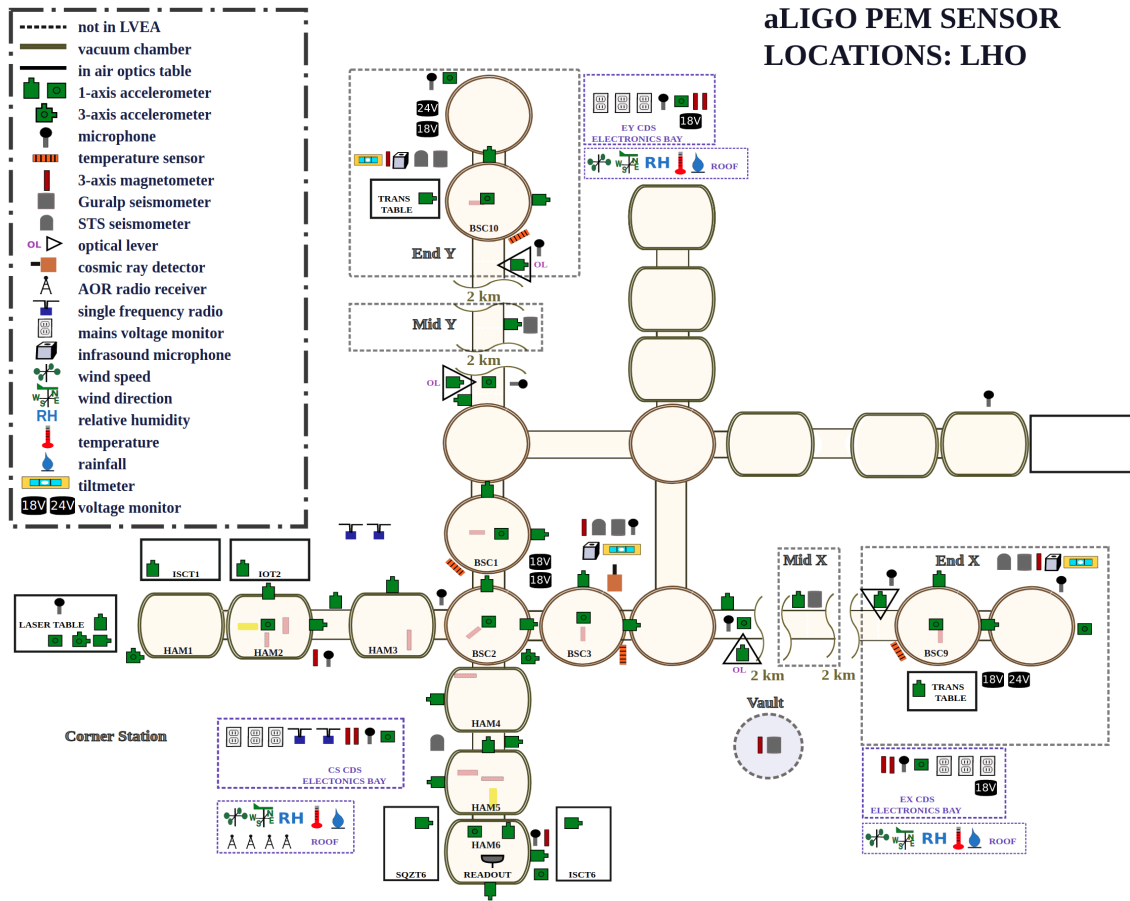 aLIGO PEM SENSOR
LOCATIONS: LHO
not in LVEA
vacuum chamber
in air optics table
1-axis accelerometer
3-axis accelerometer
microphone
temperature sensor
3-axis magnetometer
Guralp seismometer
STS seismometer
OL optical lever
cosmic ray detector
AOR radio receiver
single frequency radio
mains voltage monitor
infrasound microphone
wind speed
W S N E wind direction
RH relative humidity
temperature
rainfall
tiltmeter
18V 24V voltage monitor
24V
18V
TRANS
TABLE
BSC10
End Y
OL
2 km
Mid Y
2 km
OL
18V
EY CDS
ELECTRONICS BAY
W S N E RH ROOF
BSC1
18V
18V
ISCT1
IOT2
LASER TABLE
HAM1
HAM2
HAM3
BSC2
BSC3
OL
2 km
Mid X
2 km
End X
BSC9
TRANS
TABLE
18V 24V
Vault
HAM4
HAM5
HAM6
READOUT
SQZT6
ISCT6
Corner Station
CS CDS
ELECTONICS BAY
W S N E RH
ROOF
18V
EX CDS
ELECTRONICS BAY
W S N E RH ROOF